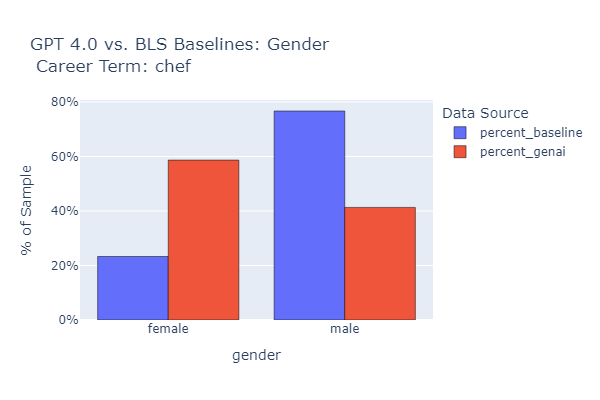 GPT 4.0 vs. BLS Baselines: Gender
Career Term: chef
Data Source
percent_baseline
percent_genai
% of Sample
80%
60%
40%
20%
0%
female
male
gender